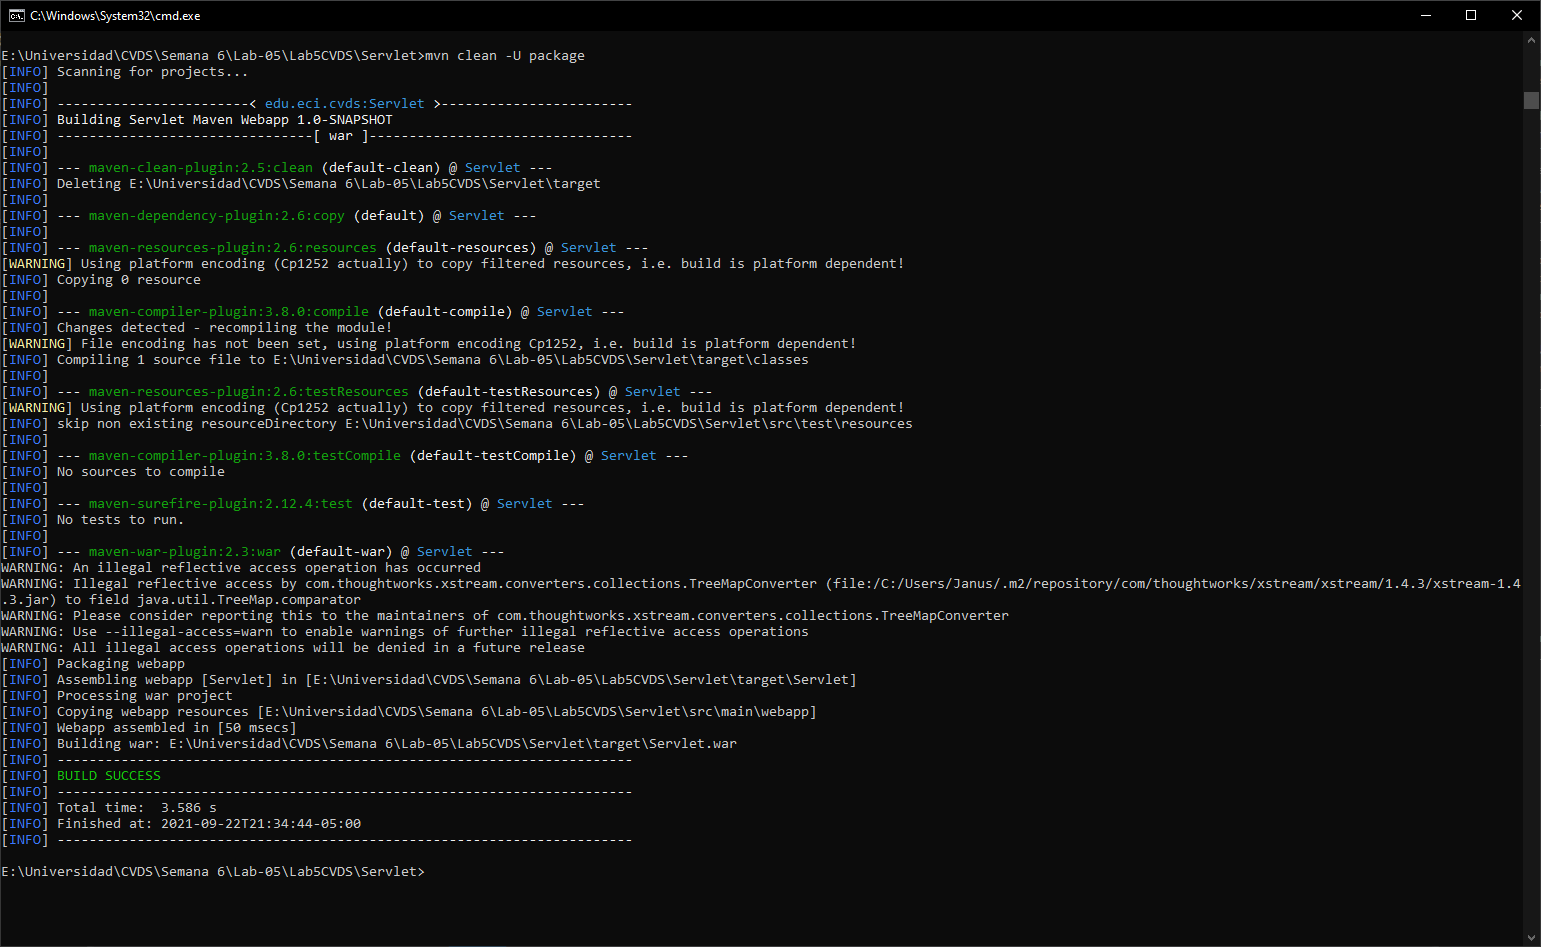 C:\Windows\System32\cmd.exe
E:\Universidad\CVDS\Semana 6\Lab-05\Lab5CVDS\Servlet>mvn clean -U package
[INFO] Scanning for projects...
[INFO]
[INFO] ------------------------< edu.eci.cvds:Servlet >------------------------
[INFO] Building Servlet Maven Webapp 1.0-SNAPSHOT
[INFO] --------------------------------[ war ]---------------------------------
[INFO]
[INFO] --- maven-clean-plugin:2.5:clean (default-clean) @ Servlet ---
[INFO] Deleting E:\Universidad\CVDS\Semana 6\Lab-05\Lab5CVDS\Servlet\target
[INFO]
[INFO] --- maven-dependency-plugin:2.6:copy (default) @ Servlet ---
[INFO]
[INFO] --- maven-resources-plugin:2.6:resources (default-resources) @ Servlet ---
[WARNING] Using platform encoding (Cp1252 actually) to copy filtered resources, i.e. build is platform dependent!
[INFO] Copying 0 resource
[INFO]
[INFO] --- maven-compiler-plugin:3.8.0:compile (default-compile) @ Servlet ---
[INFO] Changes detected - recompiling the module!
[WARNING] File encoding has not been set, using platform encoding Cp1252, i.e. build is platform dependent!
[INFO] Compiling 1 source file to E:\Universidad\CVDS\Semana 6\Lab-05\Lab5CVDS\Servlet\target\classes
[INFO]
[INFO] --- maven-resources-plugin:2.6:testResources (default-testResources) @ Servlet ---
[WARNING] Using platform encoding (Cp1252 actually) to copy filtered resources, i.e. build is platform dependent!
[INFO] skip non existing resourceDirectory E:\Universidad\CVDS\Semana 6\Lab-05\Lab5CVDS\Servlet\src\test\resources
[INFO]
[INFO] --- maven-compiler-plugin:3.8.0:testCompile (default-testCompile) @ Servlet ---
[INFO] No sources to compile
[INFO]
[INFO] --- maven-surefire-plugin:2.12.4:test (default-test) @ Servlet ---
[INFO] No tests to run.
[INFO]
[INFO] --- maven-war-plugin:2.3:war (default-war) @ Servlet ---
WARNING: An illegal reflective access operation has occurred
WARNING: Illegal reflective access by com.thoughtworks.xstream.converters.collections.TreeMapConverter (file:/C:/Users/Janus/.m2/repository/com/thoughtworks/xstream/xstream/1.4.3/xstream-1.4
.3.jar) to field java.util.TreeMap.comparator
WARNING: Please consider reporting this to the maintainers of com.thoughtworks.xstream.converters.collections.TreeMapConverter
WARNING: Use --illegal-access=warn to enable warnings of further illegal reflective access operations
WARNING: All illegal access operations will be denied in a future release
[INFO] Packaging webapp
[INFO] Assembling webapp [Servlet] in [E:\Universidad\CVDS\Semana 6\Lab-05\Lab5CVDS\Servlet\target\Servlet]
[INFO] Processing war project
[INFO] Copying webapp resources [E:\Universidad\CVDS\Semana 6\Lab-05\Lab5CVDS\Servlet\src\main\webapp]
[INFO] Webapp assembled in [50 msecs]
[INFO] Building war: E:\Universidad\CVDS\Semana 6\Lab-05\Lab5CVDS\Servlet\target\Servlet.war
[INFO] ------------------------------------------------------------------------
[INFO] BUILD SUCCESS
[INFO] ------------------------------------------------------------------------
[INFO] Total time:  3.586 s
[INFO] Finished at: 2021-09-22T21:34:44-05:00
[INFO] ------------------------------------------------------------------------
E:\Universidad\CVDS\Semana 6\Lab-05\Lab5CVDS\Servlet>